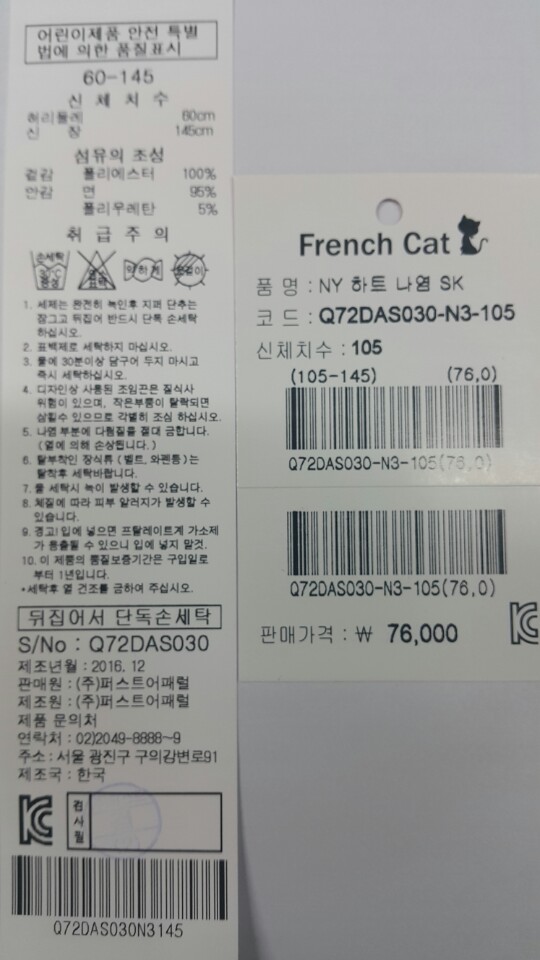 어린이제품 안전 특별
법에 의한 품질표시
60-145
신 체 치 수
허리둘레 60cm
신 장 145cm
섬유의 조성
겉감 폴리에스터 100%
안감 면 95%
폴리우레탄 5%
취 급 주 의
손세탁
약하게
1. 세제는 완전히 녹인후 지퍼 단추는
잠그고 뒤집어 반드시 단독 손세탁
하십시오.
2. 표백제로 세탁하지 마십시오.
3. 물에 30분이상 담구어 두지 마시고
즉시 세탁하십시오.
4. 디자인상 사용된 조임끈은 질식사
위험이 있으며, 작은부품이 탈락되면
삼킬수 있으므로 각별히 조심 하십시오.
5. 나염 부분에 다림질을 절대 금합니다.
(열에 의해 손상됩니다.)
6. 탈부착인 장식류(벨트, 와펜등)는
탈착후 세탁바랍니다.
7. 물 세탁시 녹이 발생할 수 있습니다.
8. 체질에 따라 피부 알러지가 발생할 수
있습니다.
9. 경고! 입에 넣으면 프탈레이트계 가소제
가 용출될 수 있으니 입에 넣지 말것.
10. 이 제품의 품질보증기간은 구입일로
부터 1년입니다.
*세탁후 열 건조를 금하여 주십시오.
뒤집어서 단독손세탁
S/No : Q72DAS030
제조년월 : 2016. 12
판매원 : (주)퍼스트어패럴
제조원 : (주)퍼스트어패럴
제품 문의처
연락처 : 02)2049-8888~9
주소 : 서울 광진구 구의강변로91
제조국 : 한국
KC
검사필
Q72DAS030N3145
French Cat
품 명 : NY 하트 나염 SK
코 드 : Q72DAS030-N3-105
신체치수 : 105
(105-145) (76,0)
Q72DAS030-N3-105(76,0)
Q72DAS030-N3-105(76,0)
판매가격 : ₩ 76,000
KC